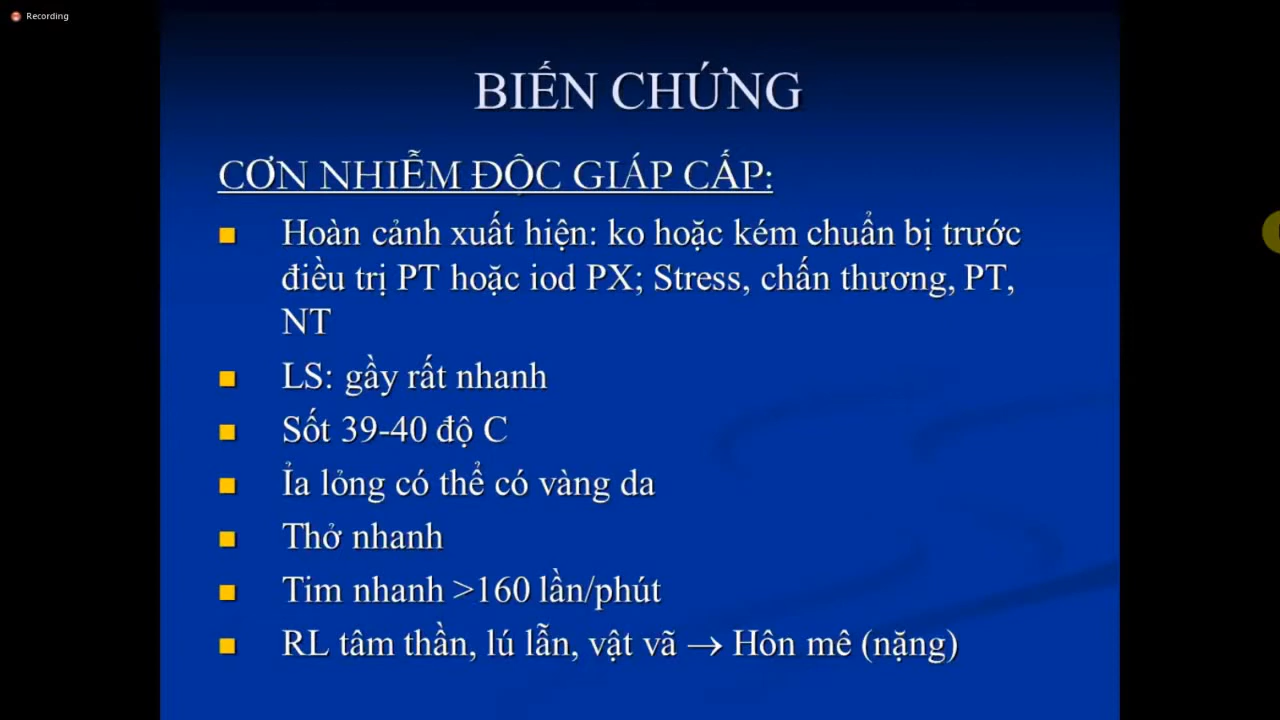 Recording
BIẾN CHỨNG
CƠN NHIỄM ĐỘC GIÁP CẤP:
Hoàn cảnh xuất hiện: ko hoặc kém chuẩn bị trước
điều trị PT hoặc iod PX; Stress, chấn thương, PT,
NT
LS: gầy rất nhanh
Sốt 39-40 độ C
Ỉa lỏng có thể có vàng da
Thở nhanh
Tim nhanh >160 lần/phút
RL tâm thần, lú lẫn, vật vã → Hôn mê (nặng)